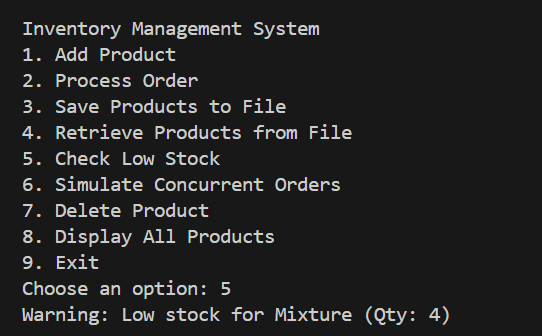 Inventory Management System
1. Add Product
2. Process Order
3. Save Products to File
4. Retrieve Products from File
5. Check Low Stock
6. Simulate Concurrent Orders
7. Delete Product
8. Display All Products
9. Exit
Choose an option: 5
Warning: Low stock for Mixture (Qty: 4)